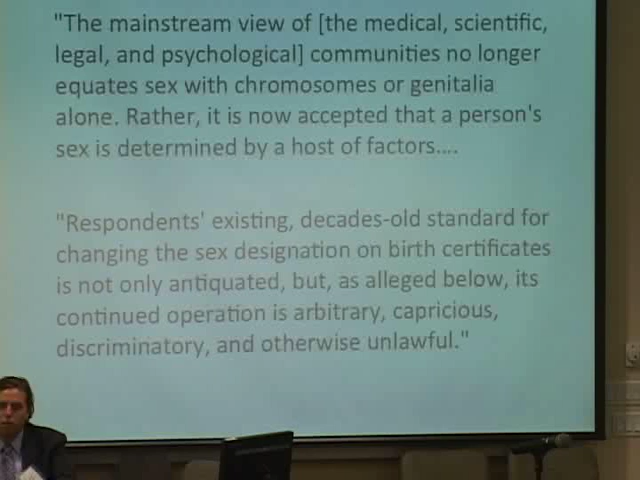 "The mainstream view of [the medical, scientific,
legal, and psychological] communities no longer
equates sex with chromosomes or genitalia
alone. Rather, it is now accepted that a person's
sex is determined by a host of factors....
"Respondents' existing, decades-old standard for
changing the sex designation on birth certificates
is not only antiquated, but, as alleged below, its
continued operation is arbitrary, capricious,
discriminatory, and otherwise unlawful."